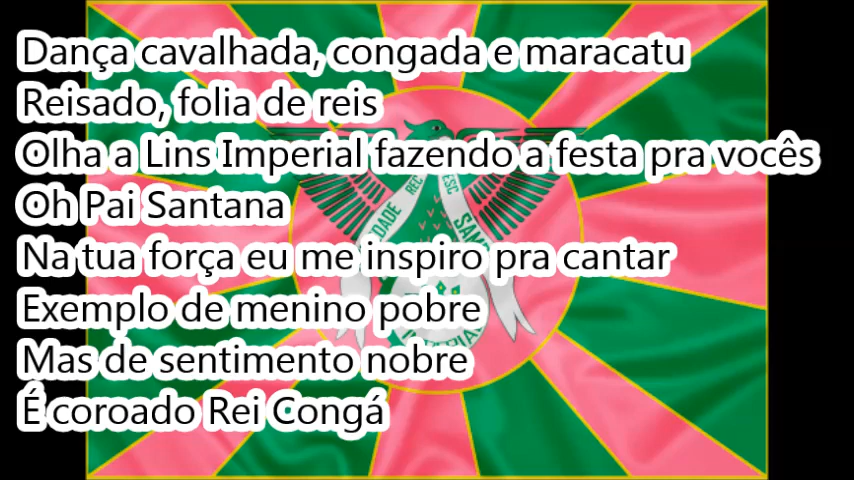 Dança cavalhada, congada e maracatu
Reisado, folia de reis
Olha a Lins Imperial fazendo a festa pra vocês
Oh Pai Santana
Na tua força eu me inspiro pra cantar
Exemplo de menino pobre
Mas de sentimento nobre
É coroado Rei Congá